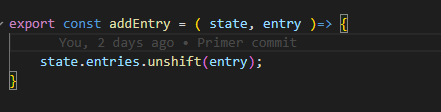 export const addEntry = ( state, entry )=> {
You, 2 days ago • Primer commit
state.entries.unshift(entry);
}